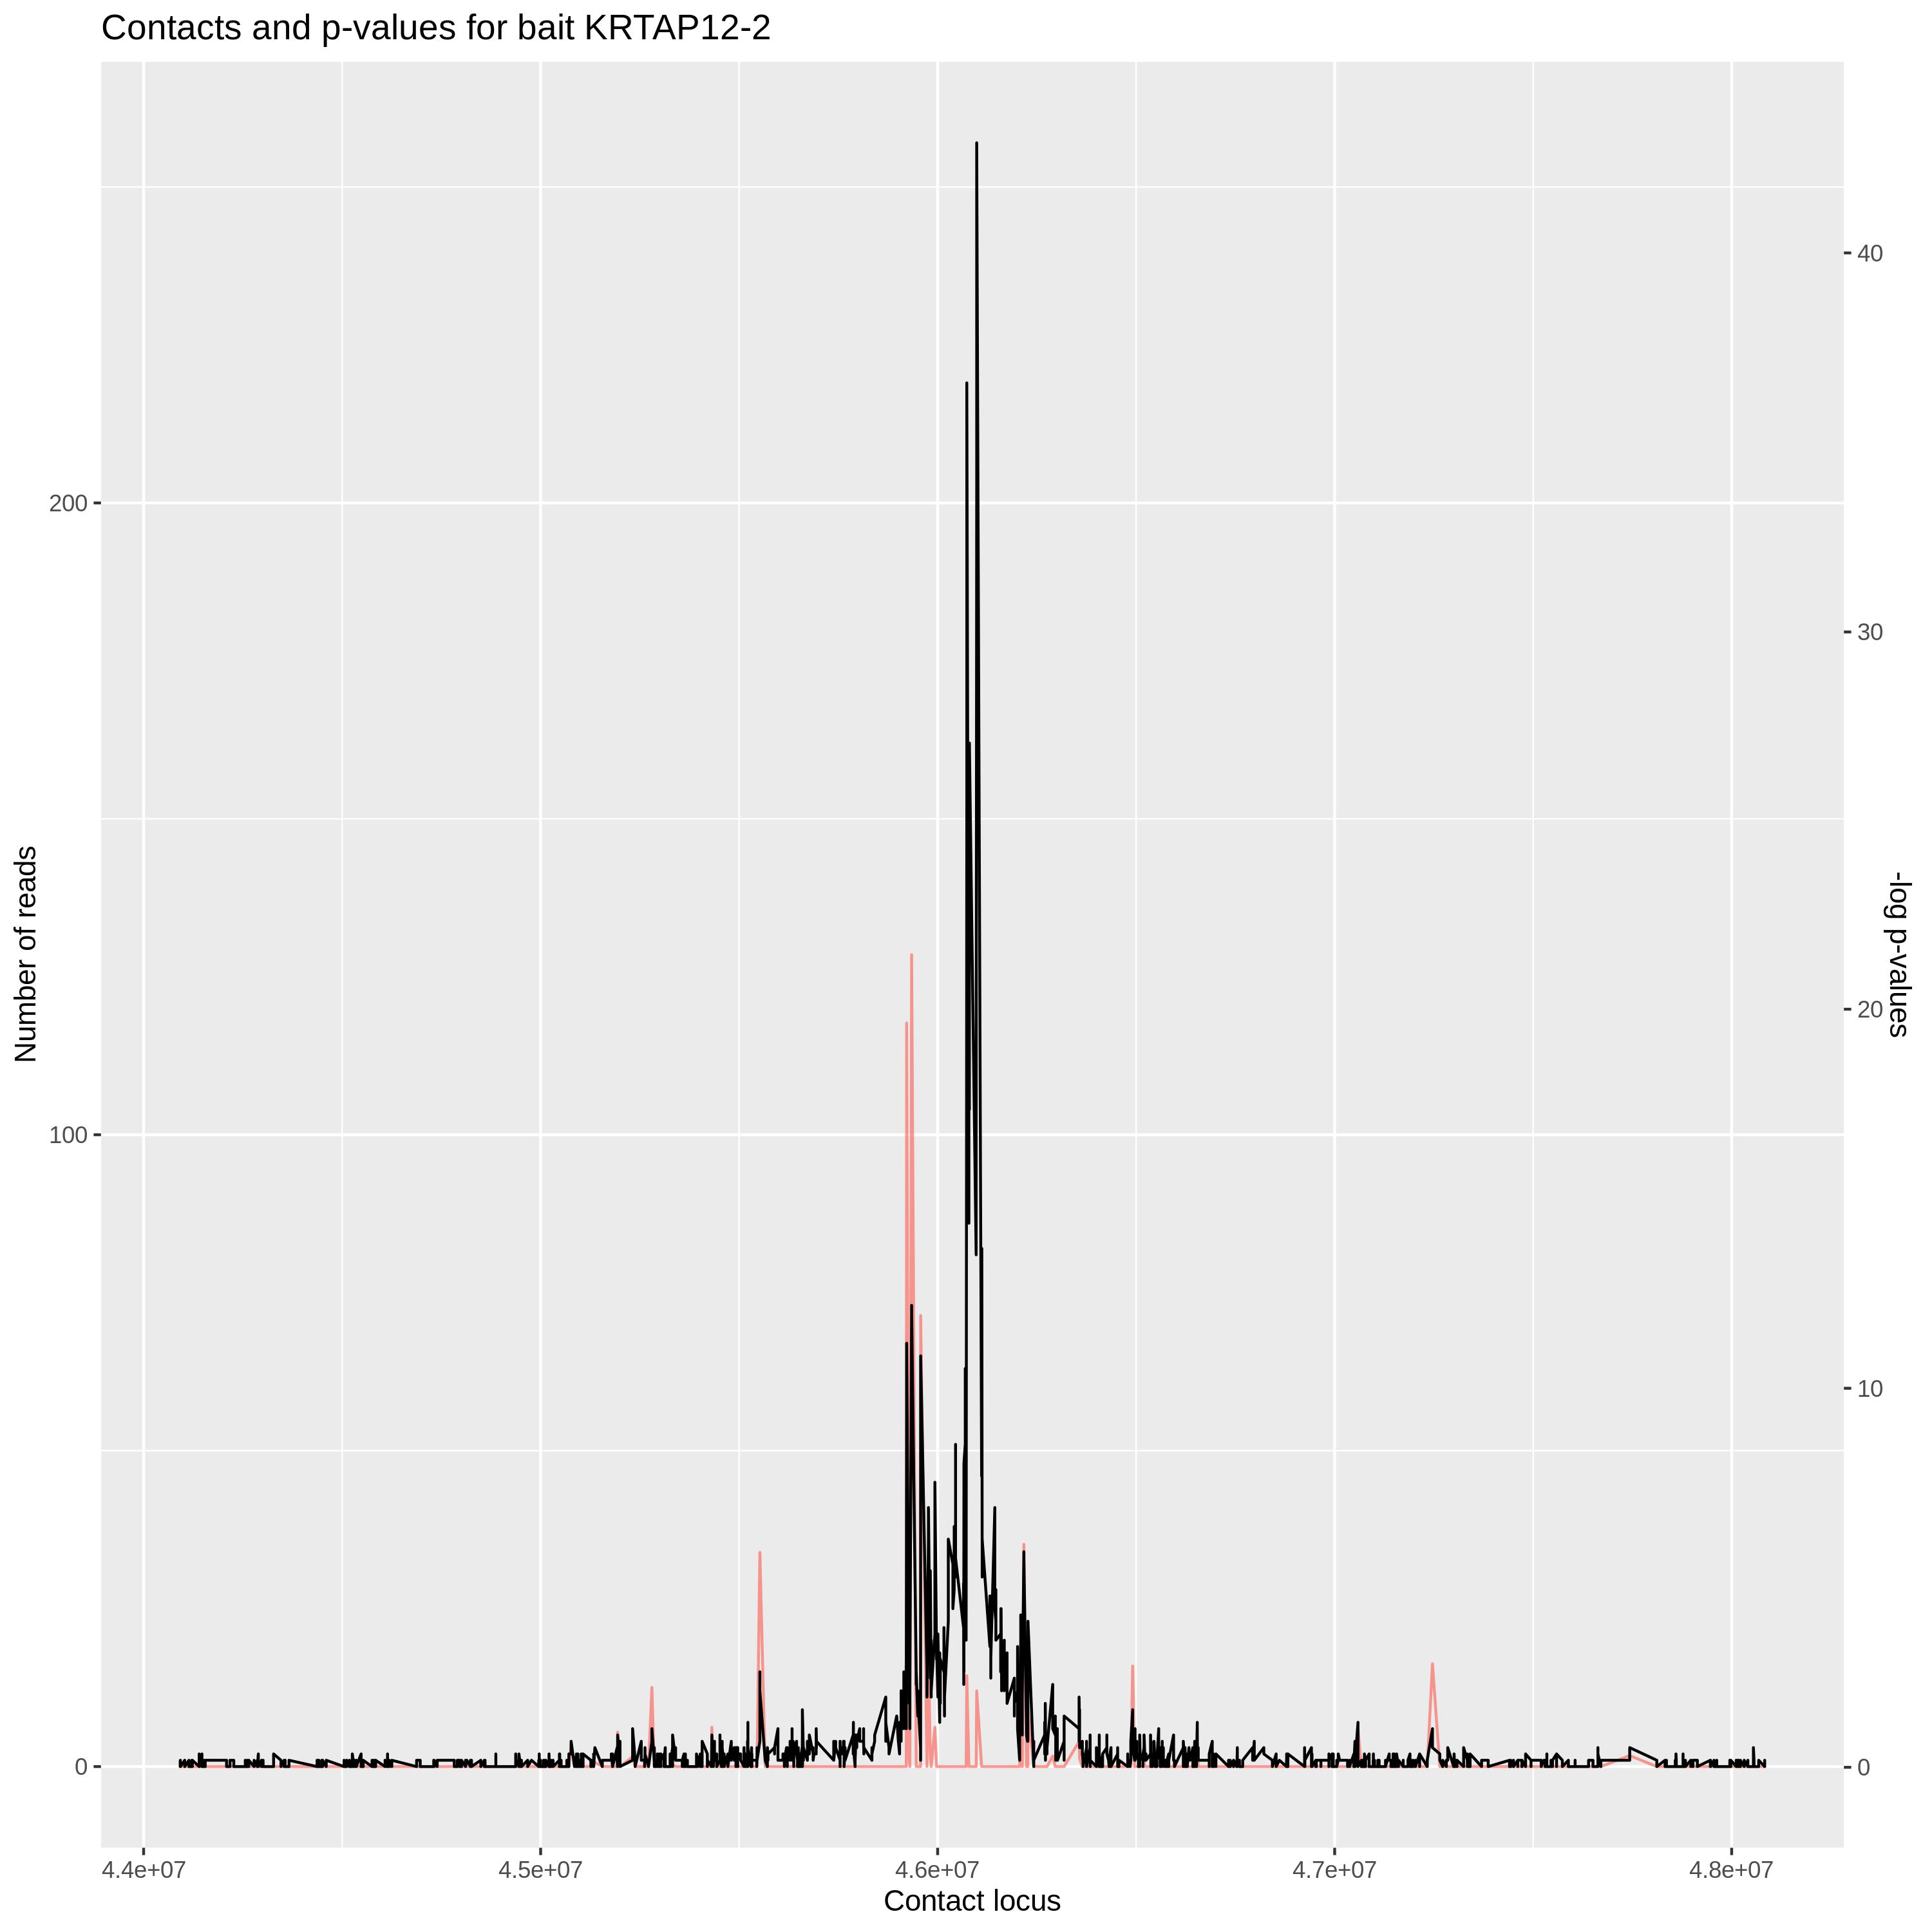 Contacts and p-values for bait KRTAP12-2
Number of reads
200
100
0
40
30
20
10
0
-log p-values
4.4e+07
4.5e+07
4.6e+07
4.7e+07
4.8e+07
Contact locus